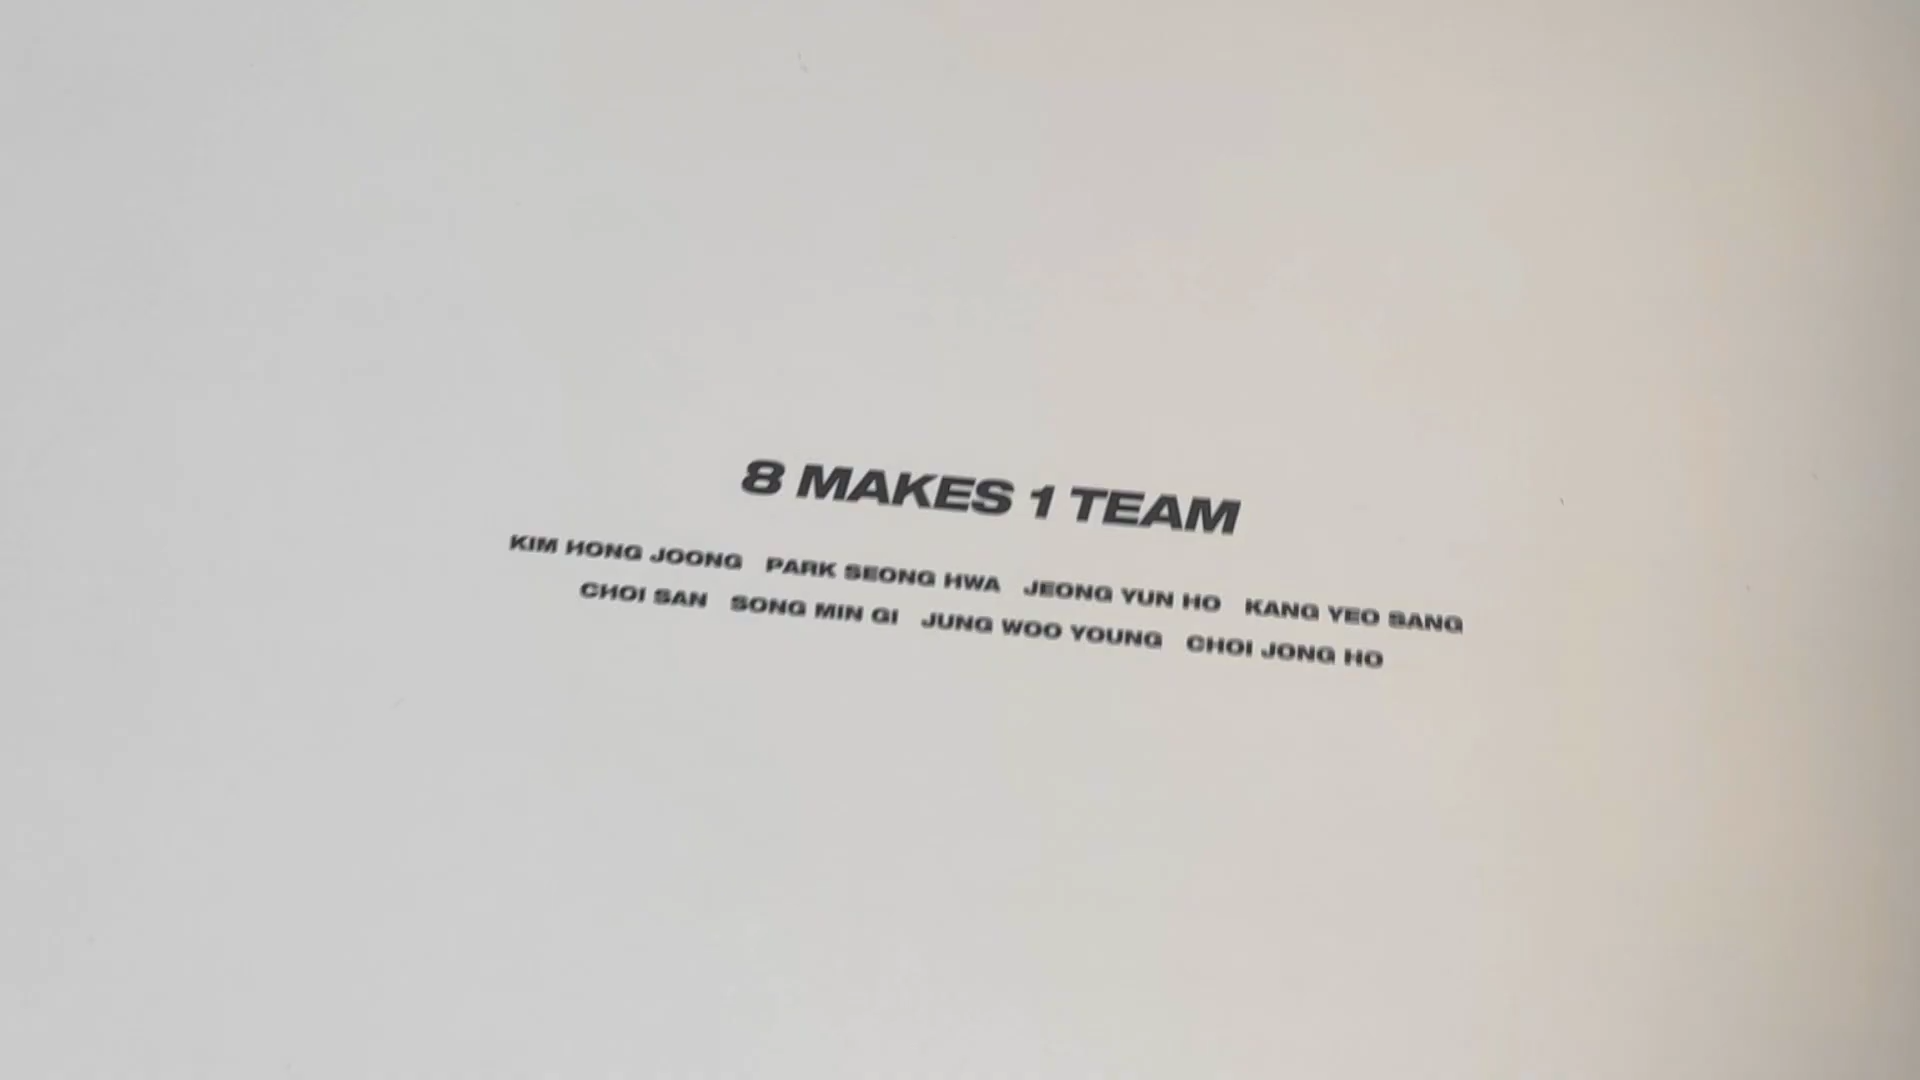 8 MAKES 1 TEAM
KIM HONG JOONG PARK SEONG HWA JEONG YUN HO KANG YEO SANG
CHOI SAN SONG MIN GI JUNG WOO YOUNG CHOI JONG HO